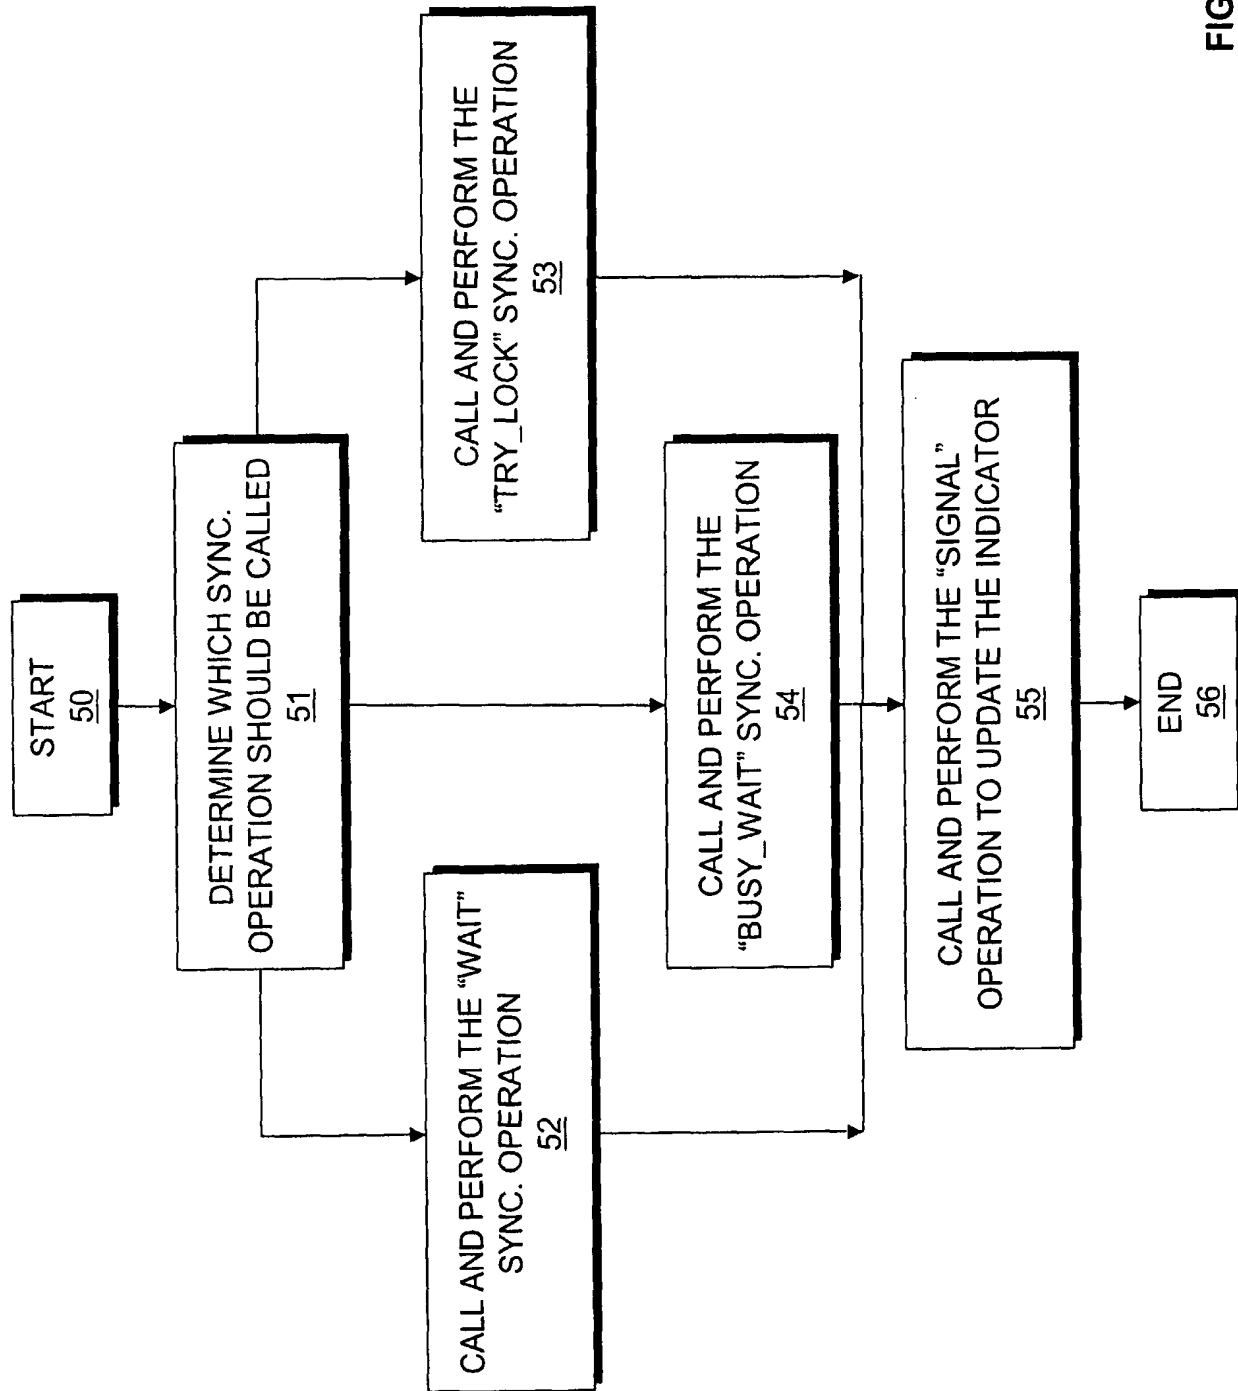 START
50
DETERMINE WHICH SYNC.
OPERATION SHOULD BE CALLED
51
CALL AND PERFORM THE “WAIT”
SYNC. OPERATION
52
CALL AND PERFORM THE
“TRY_LOCK” SYNC. OPERATION
53
CALL AND PERFORM THE
“BUSY_WAIT” SYNC. OPERATION
54
CALL AND PERFORM THE “SIGNAL”
OPERATION TO UPDATE THE INDICATOR
55
END
56
FIG